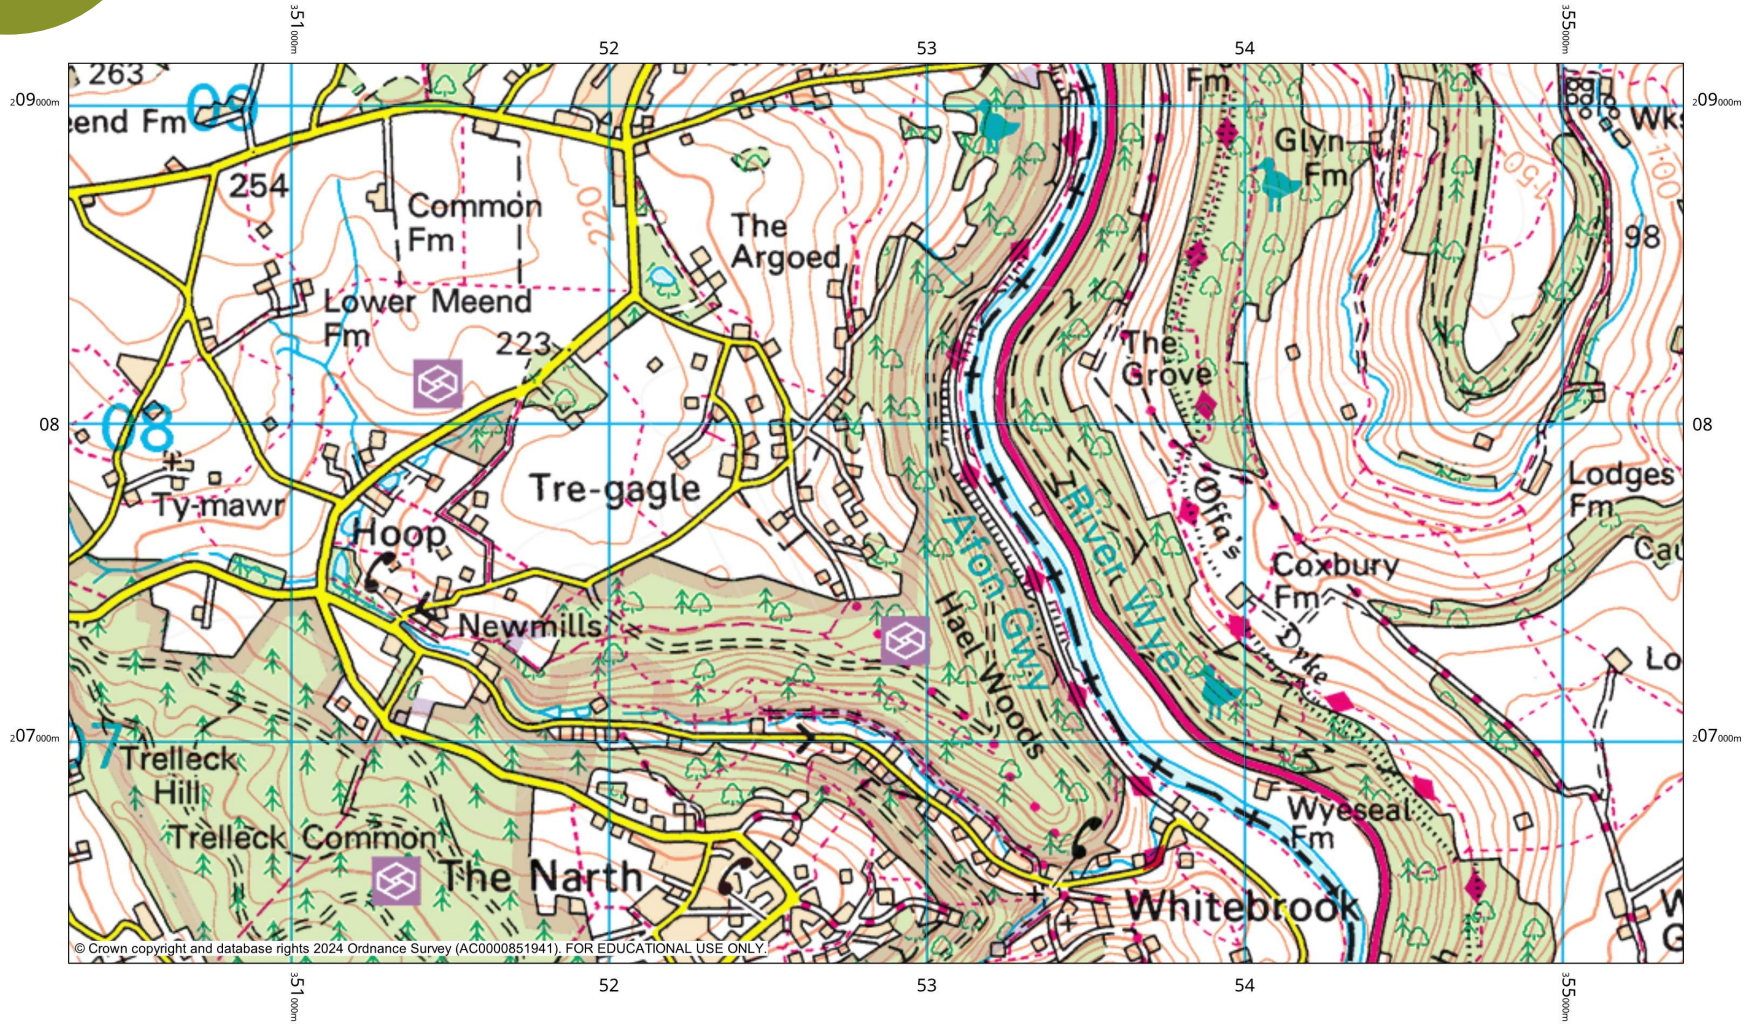 351000m
52
53
54
355000m
263
09
Fm
209000m
209000m
end Fm
Wks
Glyn
Fm
254
Common
Fm
220
The
Argoed
98
Lower Meend
Fm
223
The
Grove
08
08
08
Ty-mawr
Tre-gagle
Lodges
Fm
Hoop
Afon Gwy
River Wye
Offa's
Dyke
Cau
Coxbury
Fm
Newmills
Hael Woods
Lo
07
207000m
207000m
Trelleck
Hill
Wyeseal
Fm
Trelleck Common
The Narth
Whitebrook
W
G
© Crown copyright and database rights 2024 Ordnance Survey (AC0000851941). FOR EDUCATIONAL USE ONLY.
351000m
52
53
54
355000m